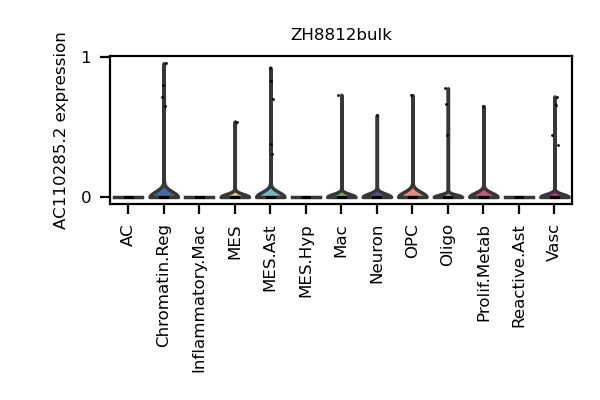 ZH8812bulk
AC110285.2 expression
1
0
AC
Chromatin.Reg
Inflammatory.Mac
MES
MES.Ast
MES.Hyp
Mac
Neuron
OPC
Oligo
Prolif.Metab
Reactive.Ast
Vasc